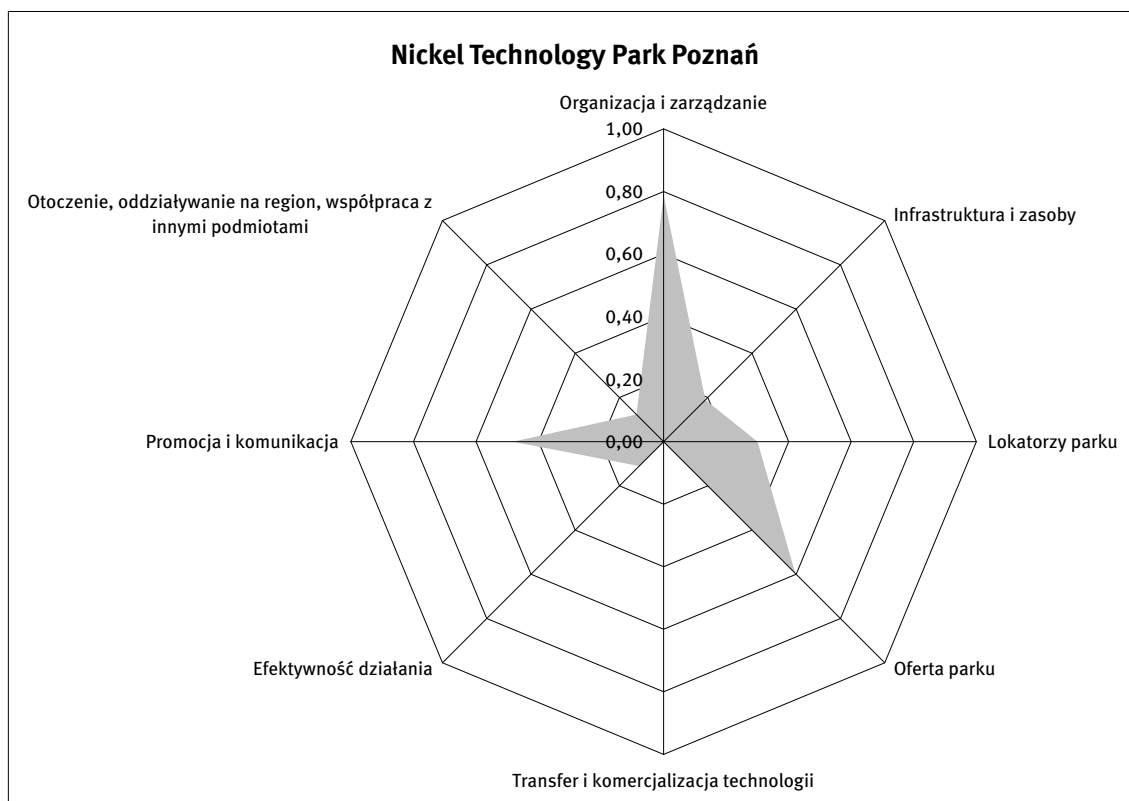 Nickel Technology Park Poznań
Organizacja i zarządzanie
1,00
0,80
0,60
0,40
0,20
0,00
Infrastruktura i zasoby
Lokatorzy parku
Oferta parku
Transfer i komercjalizacja technologii
Efektywność działania
Promocja i komunikacja
Otoczenie, oddziaływanie na region, współpraca z
innymi podmiotami